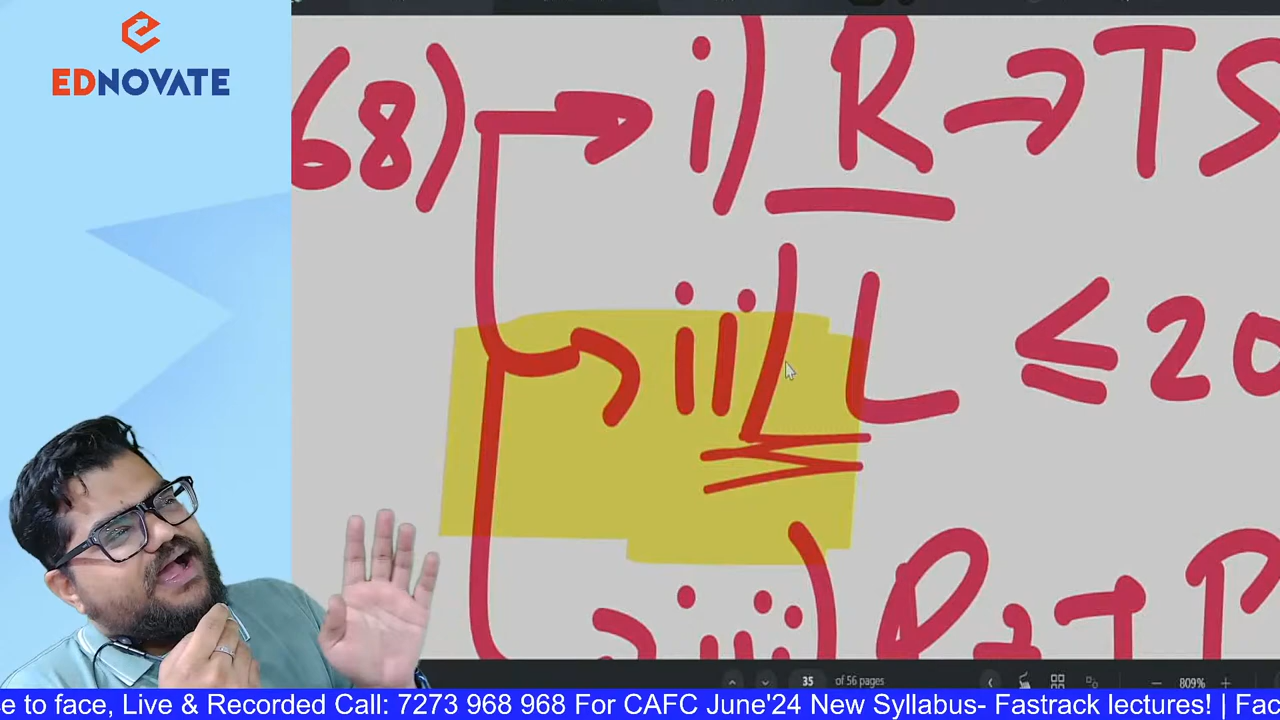 EDNOVATE
68) → i) R → TS
ii) L ≤ 20
iii)
35 of 56 pages
809%
e to face, Live & Recorded Call: 7273 968 968 For CAFC June'24 New Syllabus- Fastrack lectures! | Fac